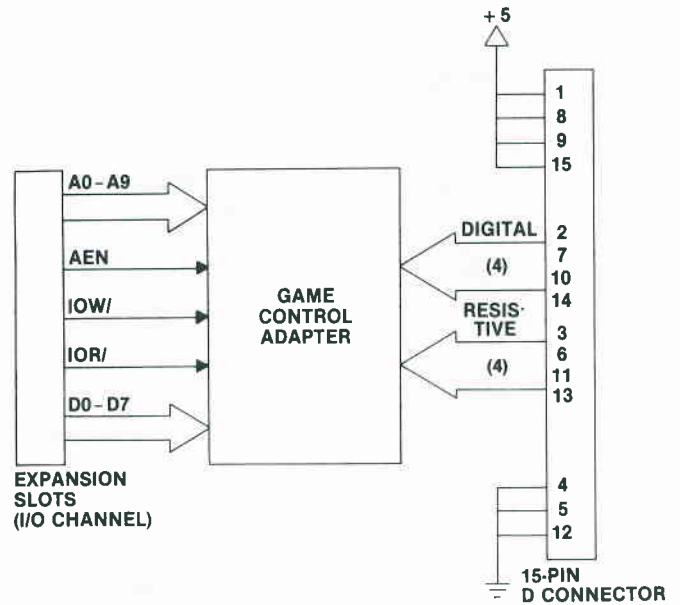 +5
1
8
9
15
A0–A9
AEN
IOW/
IOR/
D0–D7
EXPANSION
SLOTS
(I/O CHANNEL)
GAME
CONTROL
ADAPTER
DIGITAL
(4)
RESIS-
TIVE
(4)
2
7
10
14
3
6
11
13
4
5
12
15-PIN
D CONNECTOR